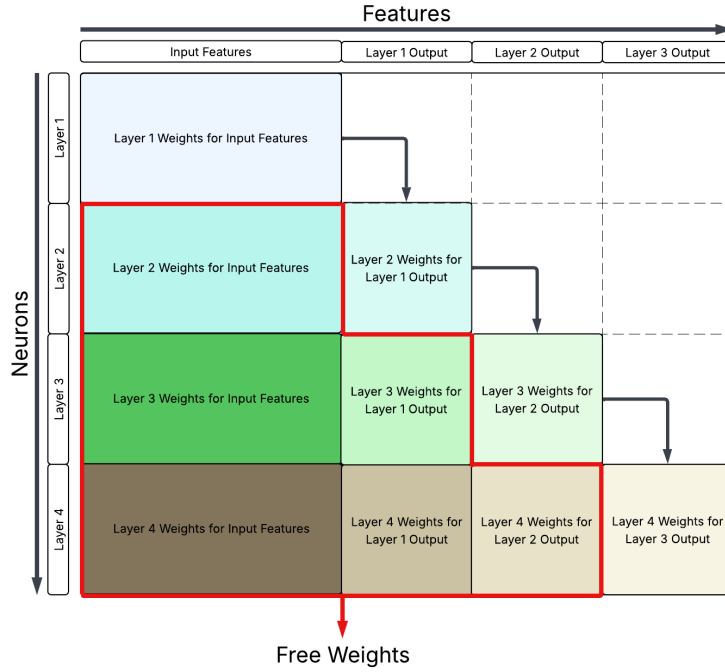 Features
Input Features
Layer 1 Output
Layer 2 Output
Layer 3 Output
Neurons
Layer 1
Layer 1 Weights for Input Features
Layer 2
Layer 2 Weights for Input Features
Layer 2 Weights for
Layer 1 Output
Layer 3
Layer 3 Weights for Input Features
Layer 3 Weights for
Layer 1 Output
Layer 3 Weights for
Layer 2 Output
Layer 4
Layer 4 Weights for Input Features
Layer 4 Weights for
Layer 1 Output
Layer 4 Weights for
Layer 2 Output
Layer 4 Weights for
Layer 3 Output
Free Weights